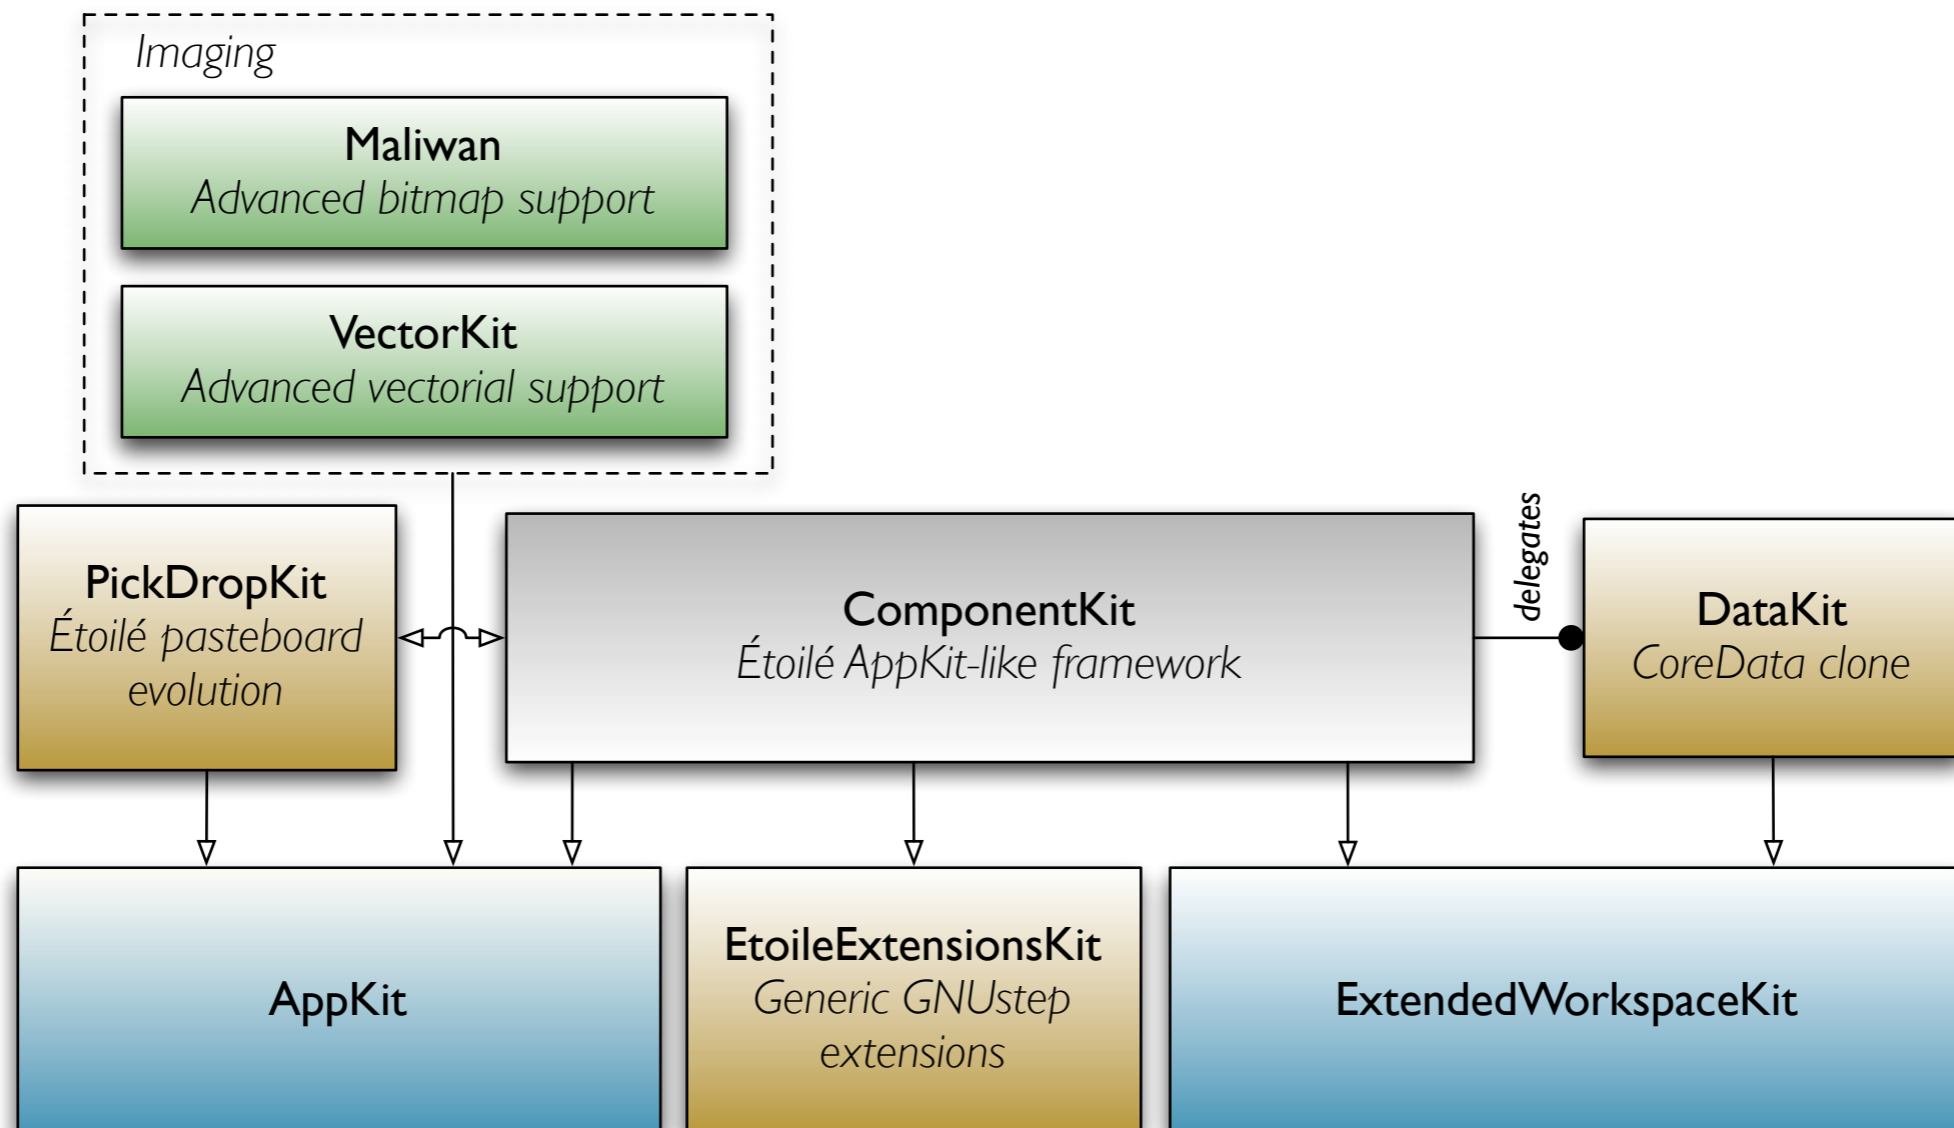 Imaging
Maliwan
Advanced bitmap support
VectorKit
Advanced vectorial support
PickDropKit
Étoilé pasteboard
evolution
ComponentKit
Étoilé AppKit-like framework
delegates
DataKit
CoreData clone
AppKit
EtoileExtensionsKit
Generic GNUstep
extensions
ExtendedWorkspaceKit